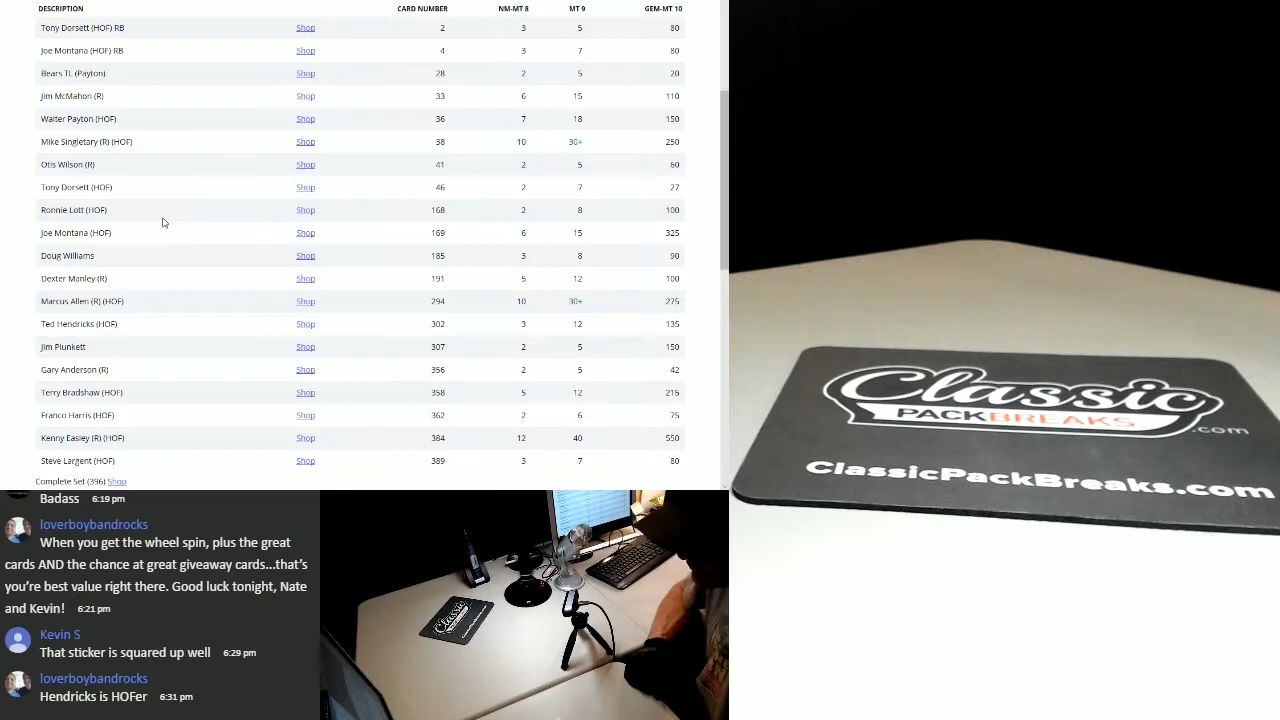 DESCRIPTION CARD NUMBER NM-MT 8 MT 9 GEM-MT 10
Tony Dorsett (HOF) RB Shop 2 3 5 80
Joe Montana (HOF) RB Shop 4 3 7 80
Bears TL (Payton) Shop 28 2 5 20
Jim McMahon (R) Shop 33 6 15 110
Walter Payton (HOF) Shop 36 7 18 150
Mike Singletary (R) (HOF) Shop 38 10 30+ 250
Otis Wilson (R) Shop 41 2 5 60
Tony Dorsett (HOF) Shop 46 2 7 27
Ronnie Lott (HOF) Shop 168 2 8 100
Joe Montana (HOF) Shop 169 6 15 325
Doug Williams Shop 185 3 8 90
Dexter Manley (R) Shop 191 5 12 100
Marcus Allen (R) (HOF) Shop 294 10 30+ 275
Ted Hendricks (HOF) Shop 302 3 12 135
Jim Plunkett Shop 307 2 5 150
Gary Anderson (R) Shop 356 2 5 42
Terry Bradshaw (HOF) Shop 358 5 12 215
Franco Harris (HOF) Shop 362 2 6 75
Kenny Easley (R) (HOF) Shop 384 12 40 550
Steve Largent (HOF) Shop 389 3 7 80
Complete Set (396) Shop
Badass 6:19 pm
loverboybandrocks
When you get the wheel spin, plus the great
cards AND the chance at great giveaway cards...that's
you're best value right there. Good luck tonight, Nate
and Kevin! 6:21 pm
Kevin S
That sticker is squared up well 6:29 pm
loverboybandrocks
Hendricks is HOFer 6:31 pm
Classic
PACKBREAKS
.com
ClassicPackBreaks.com
Classic